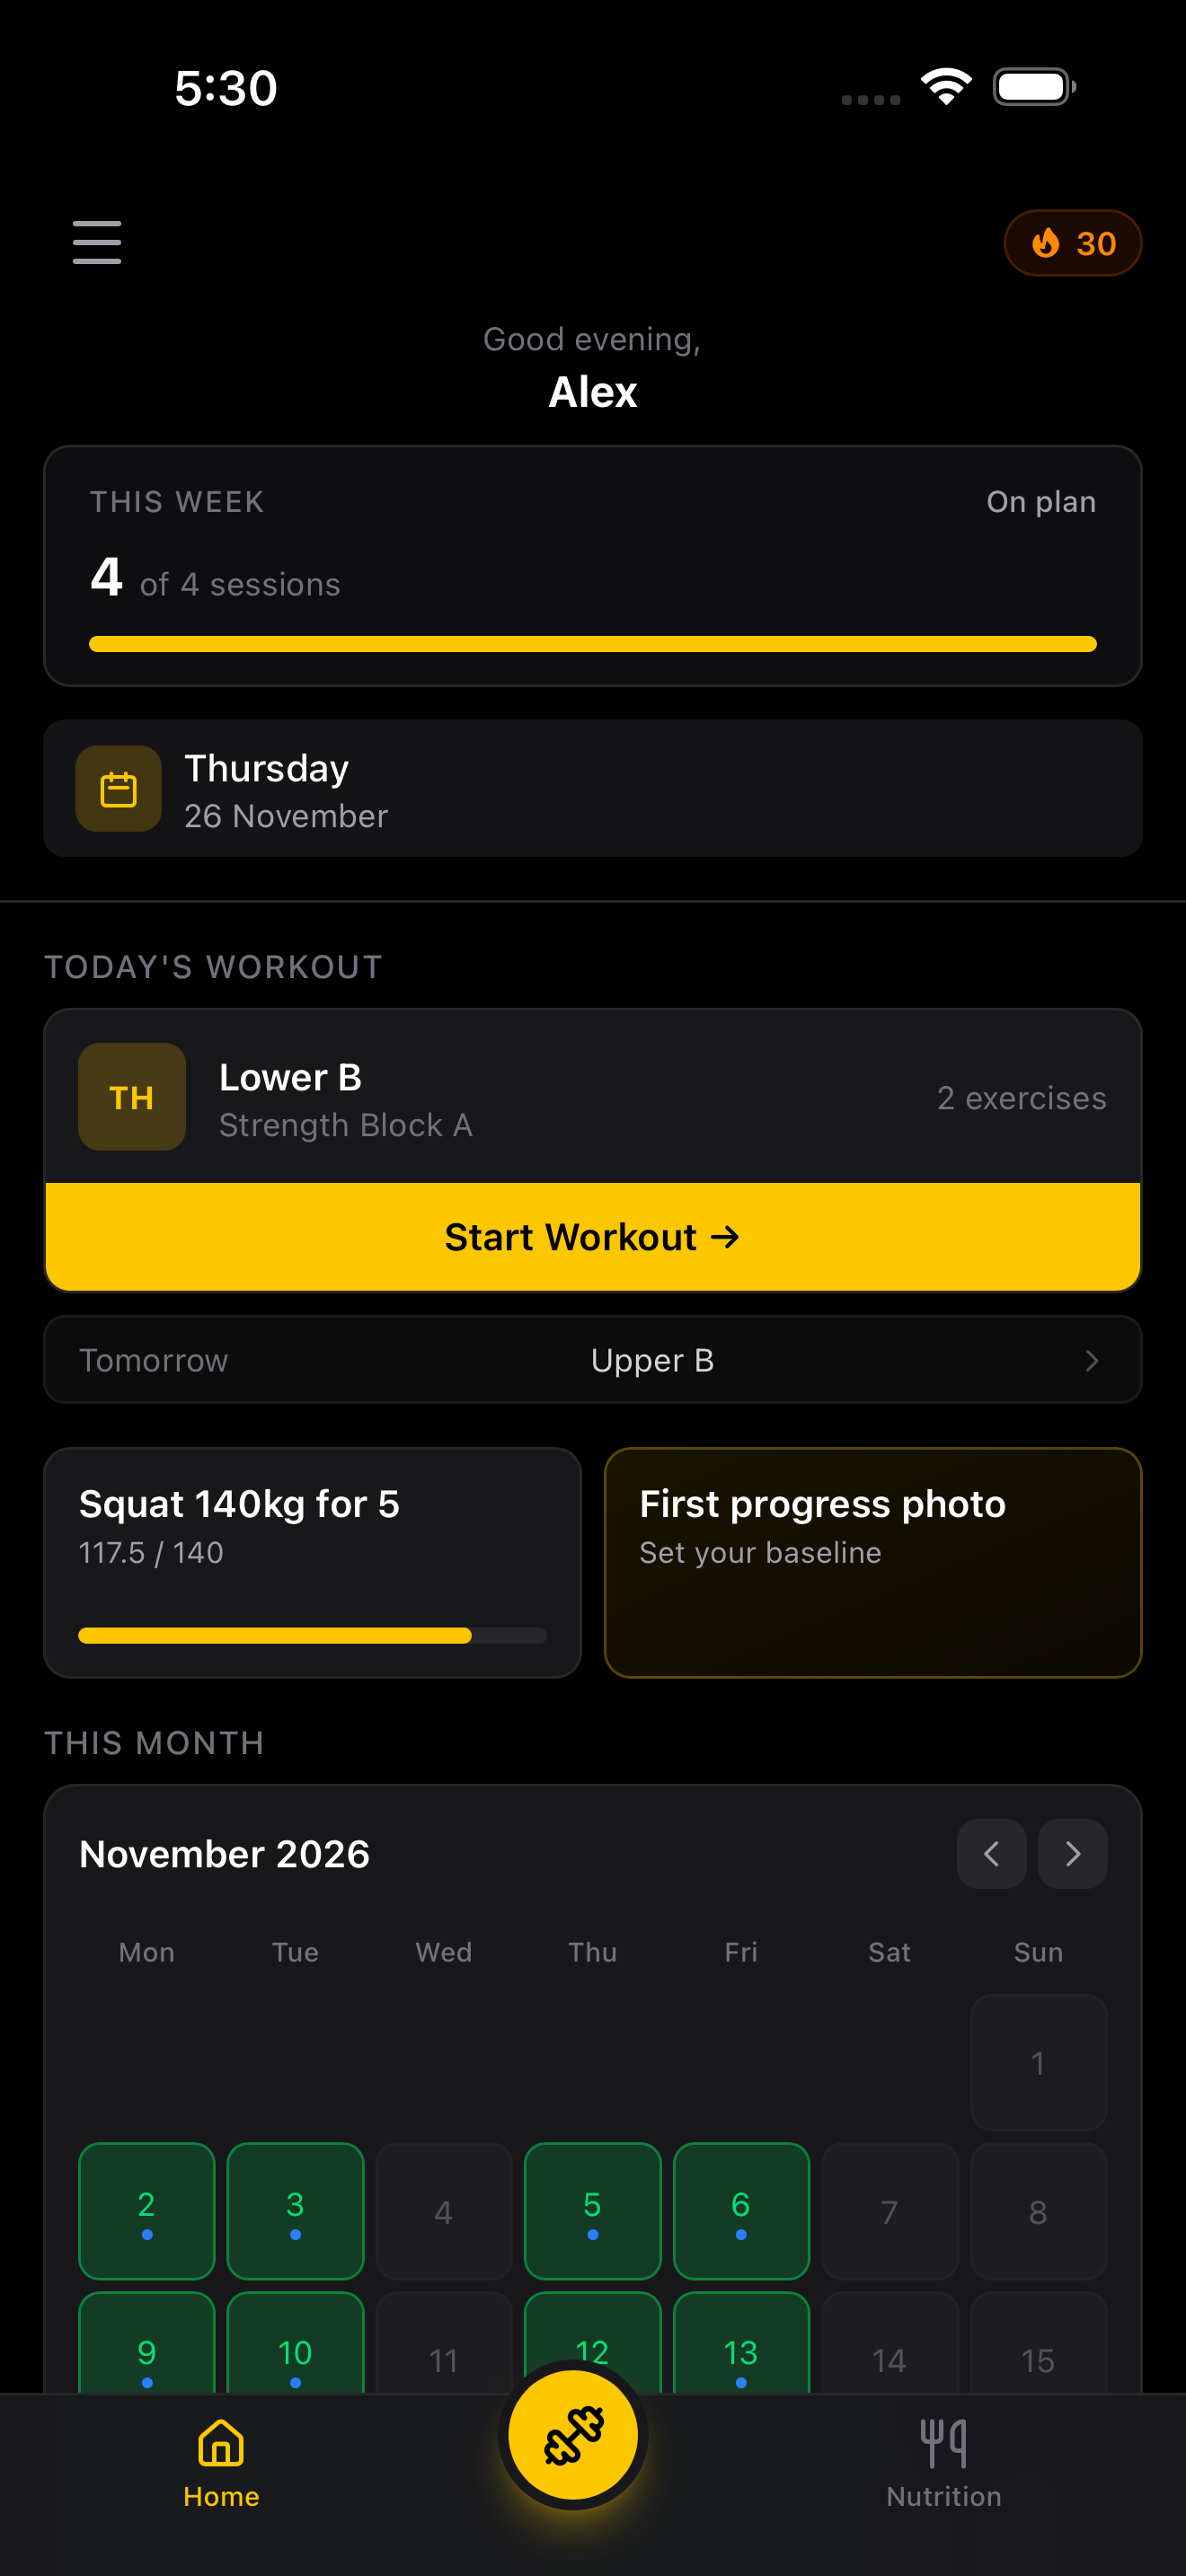 5:30
30
Good evening,
Alex
THIS WEEK
On plan
4 of 4 sessions
Thursday
26 November
TODAY'S WORKOUT
TH
Lower B
Strength Block A
2 exercises
Start Workout →
Tomorrow
Upper B
Squat 140kg for 5
117.5 / 140
First progress photo
Set your baseline
THIS MONTH
November 2026
Mon Tue Wed Thu Fri Sat Sun
1
2 3 4 5 6 7 8
9 10 11 12 13 14 15
Home
Nutrition